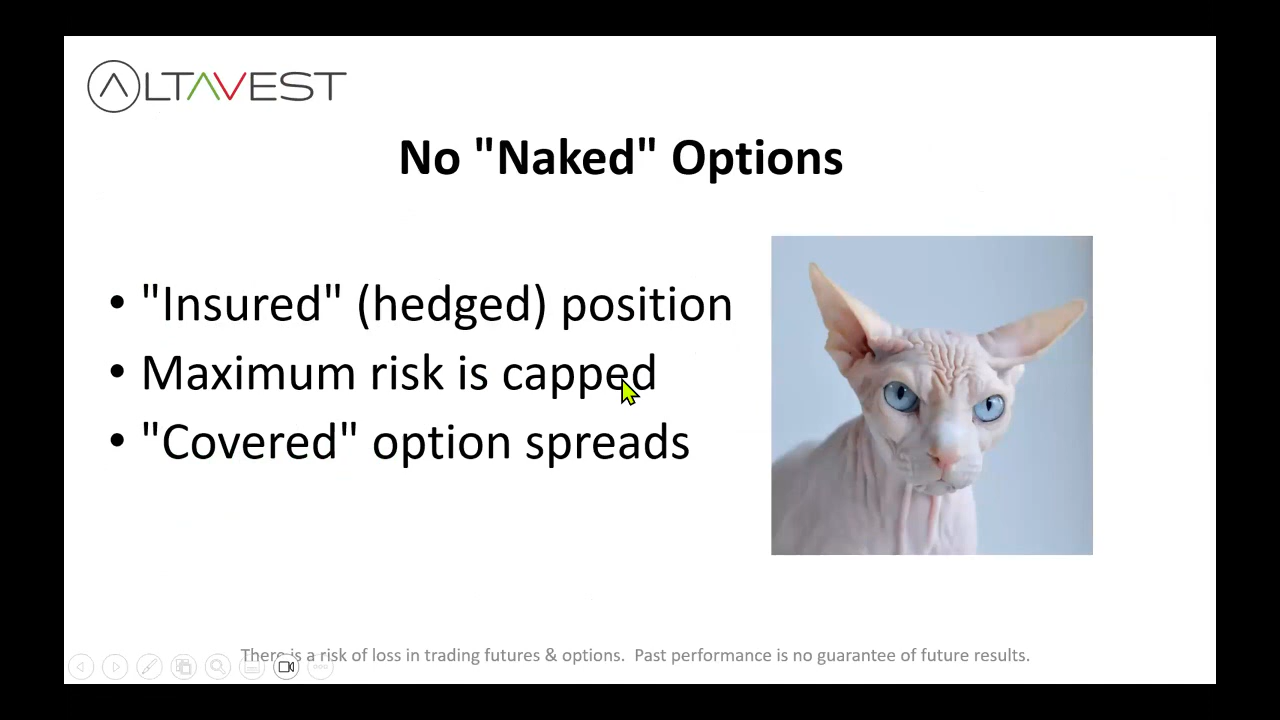 ALTAVEST
No "Naked" Options
• "Insured" (hedged) position
• Maximum risk is capped
• "Covered" option spreads
There is a risk of loss in trading futures & options. Past performance is no guarantee of future results.